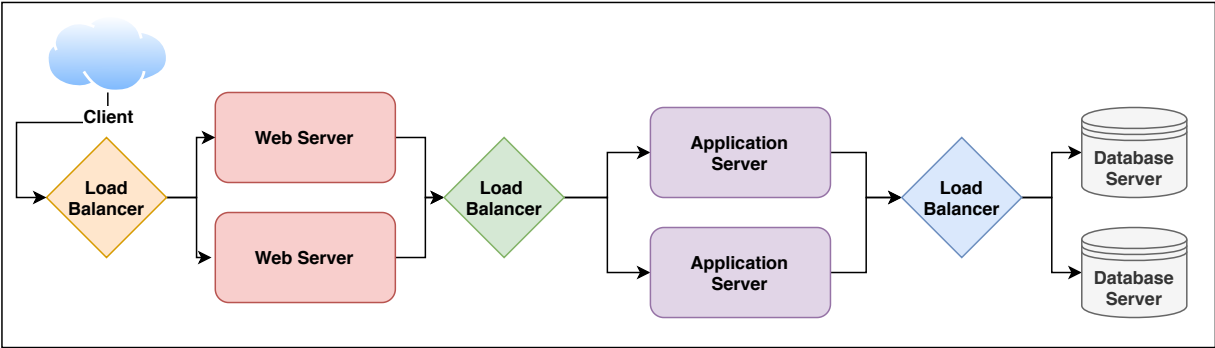 Client
Load
Balancer
Web Server
Web Server
Load
Balancer
Application
Server
Application
Server
Load
Balancer
Database
Server
Database
Server